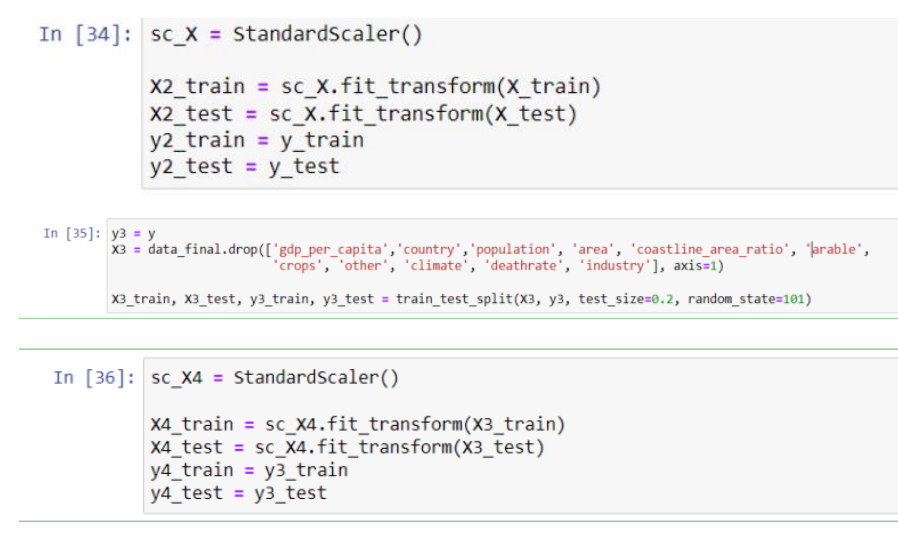 In [34]: sc_X = StandardScaler()
X2_train = sc_X.fit_transform(X_train)
X2_test = sc_X.fit_transform(X_test)
y2_train = y_train
y2_test = y_test
In [35]: y3 = y
X3 = data_final.drop(['gdp_per_capita','country','population', 'area', 'coastline_area_ratio', 'arable',
'crops', 'other', 'climate', 'deathrate', 'industry'], axis=1)
X3_train, X3_test, y3_train, y3_test = train_test_split(X3, y3, test_size=0.2, random_state=101)
In [36]: sc_X4 = StandardScaler()
X4_train = sc_X4.fit_transform(X3_train)
X4_test = sc_X4.fit_transform(X3_test)
y4_train = y3_train
y4_test = y3_test